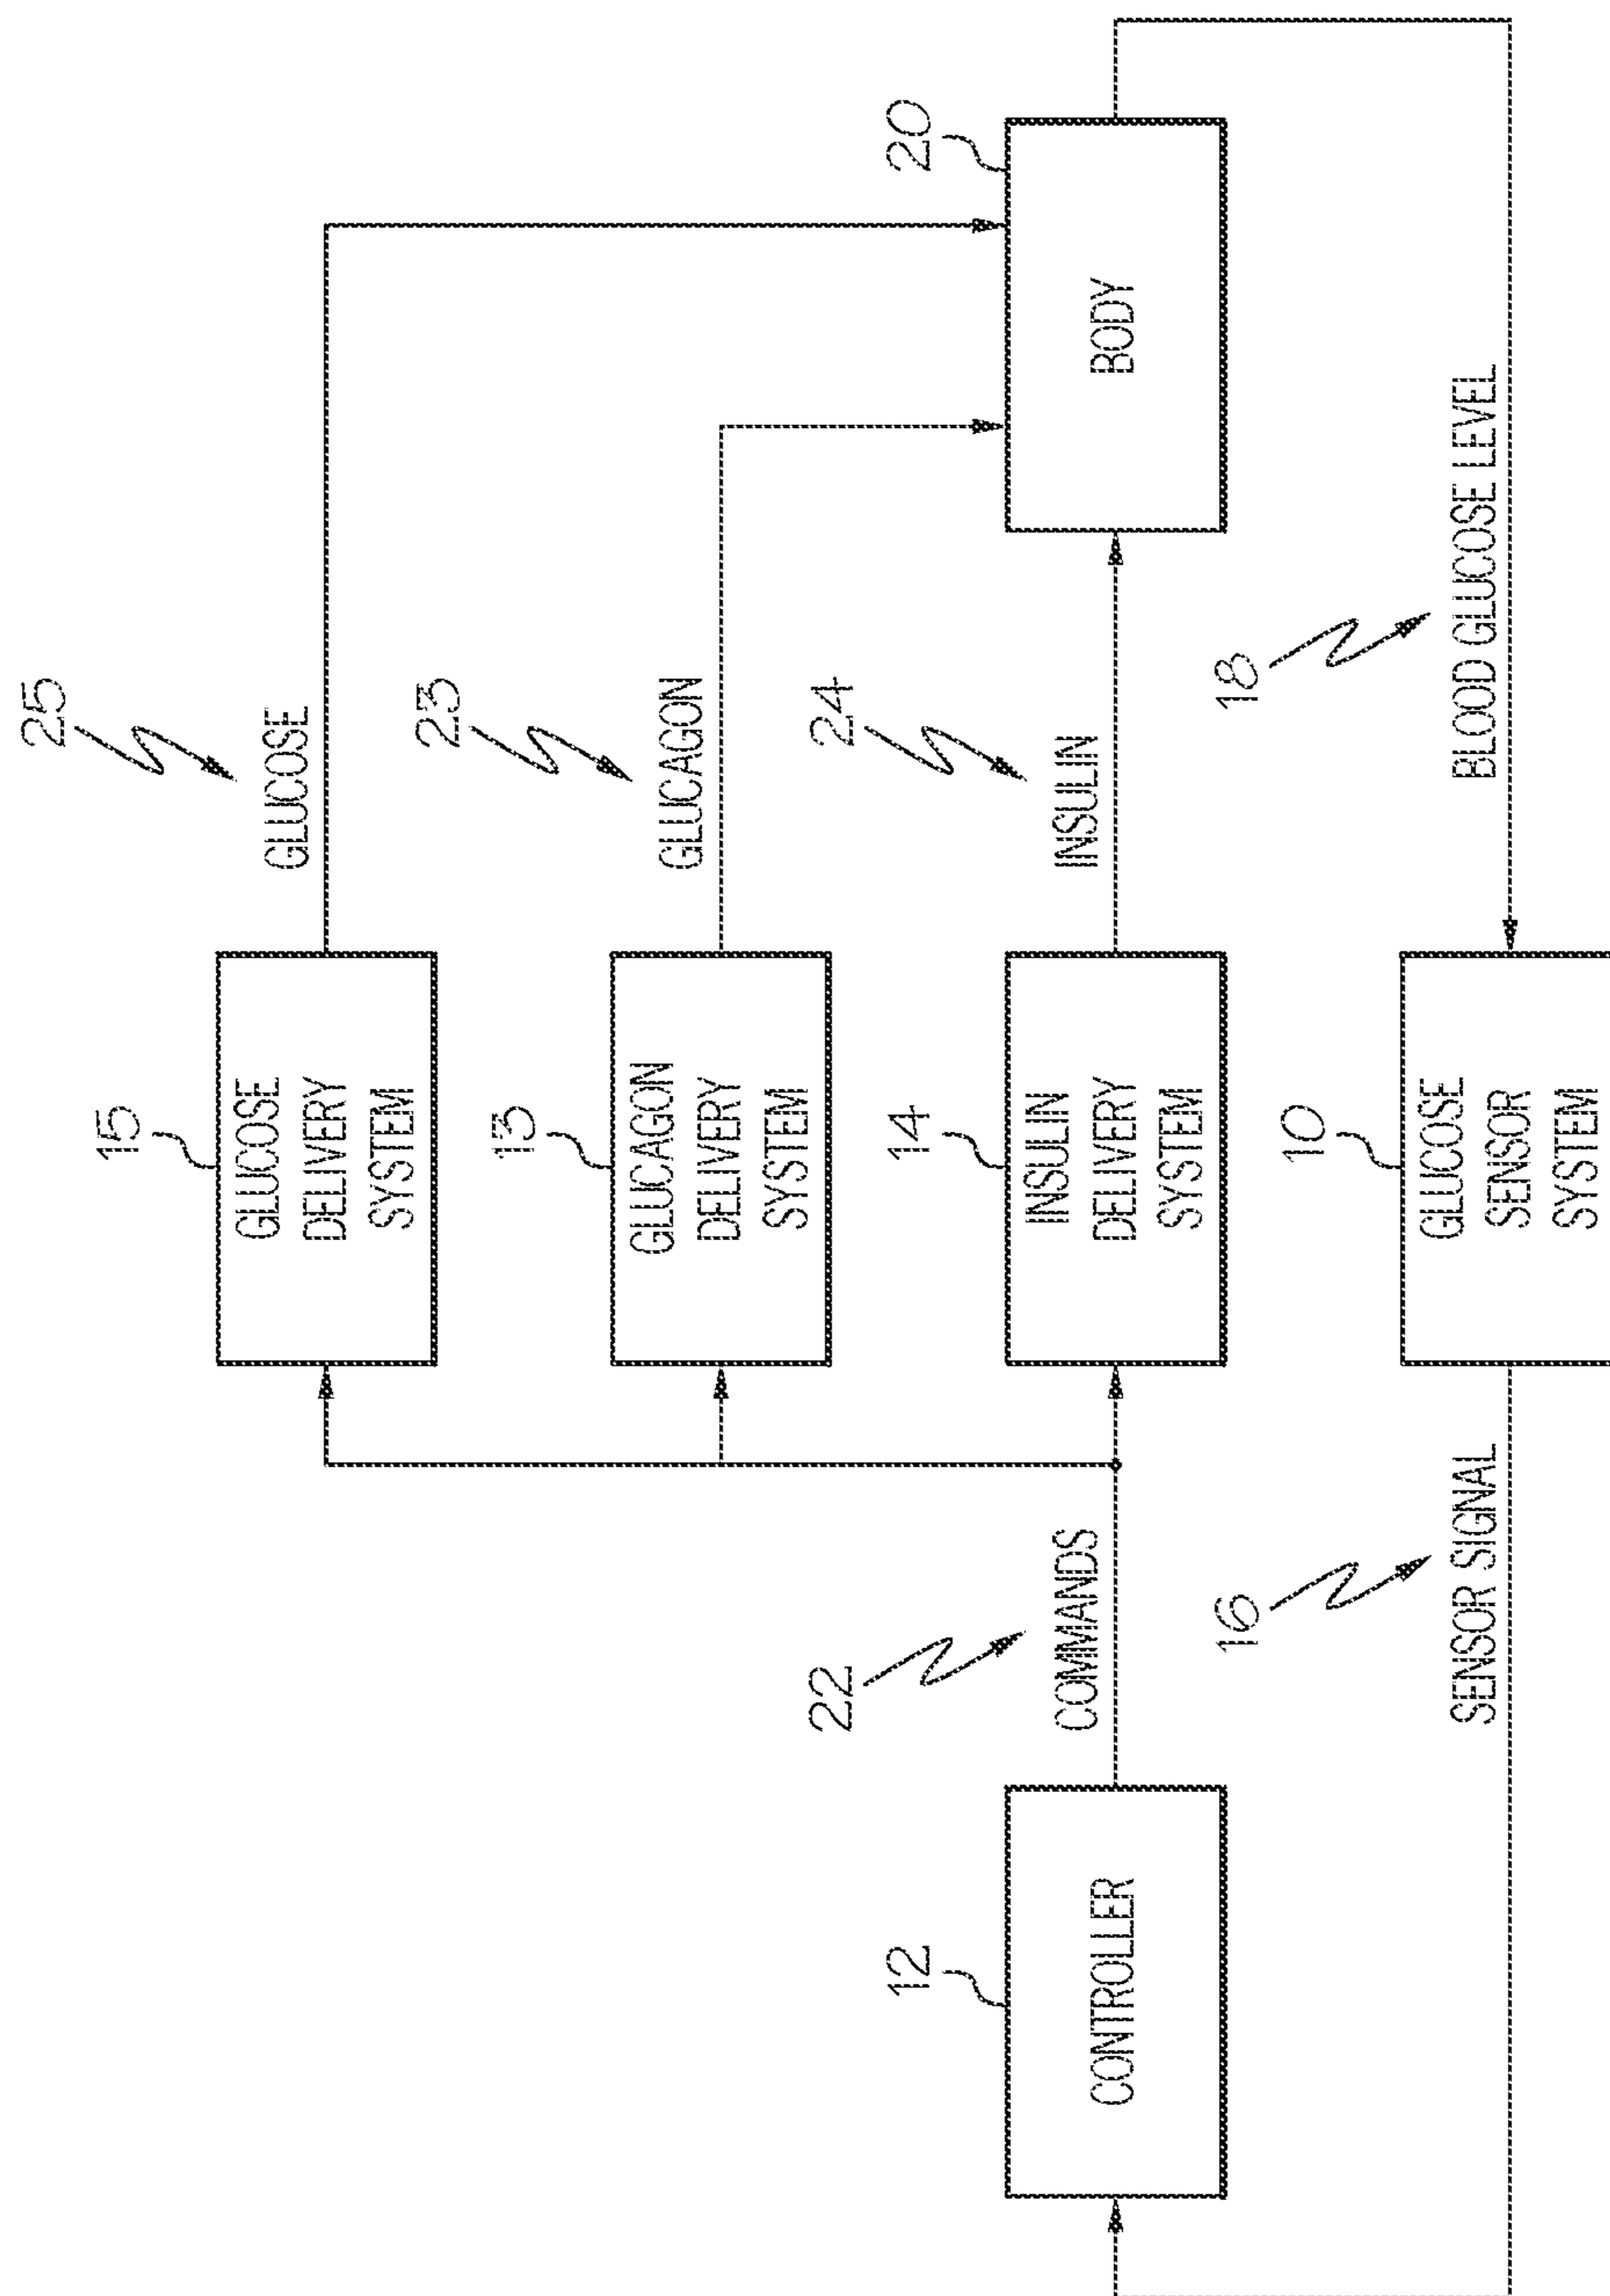 25
GLUCOSE
15
GLUCOSE
DELIVERY
SYSTEM
23
GLUCAGON
13
GLUCAGON
DELIVERY
SYSTEM
12
CONTROLLER
22
COMMANDS
14
INSULIN
DELIVERY
SYSTEM
24
INSULIN
20
BODY
16
SENSOR SIGNAL
10
GLUCOSE
SENSOR
SYSTEM
18
BLOOD GLUCOSE LEVEL